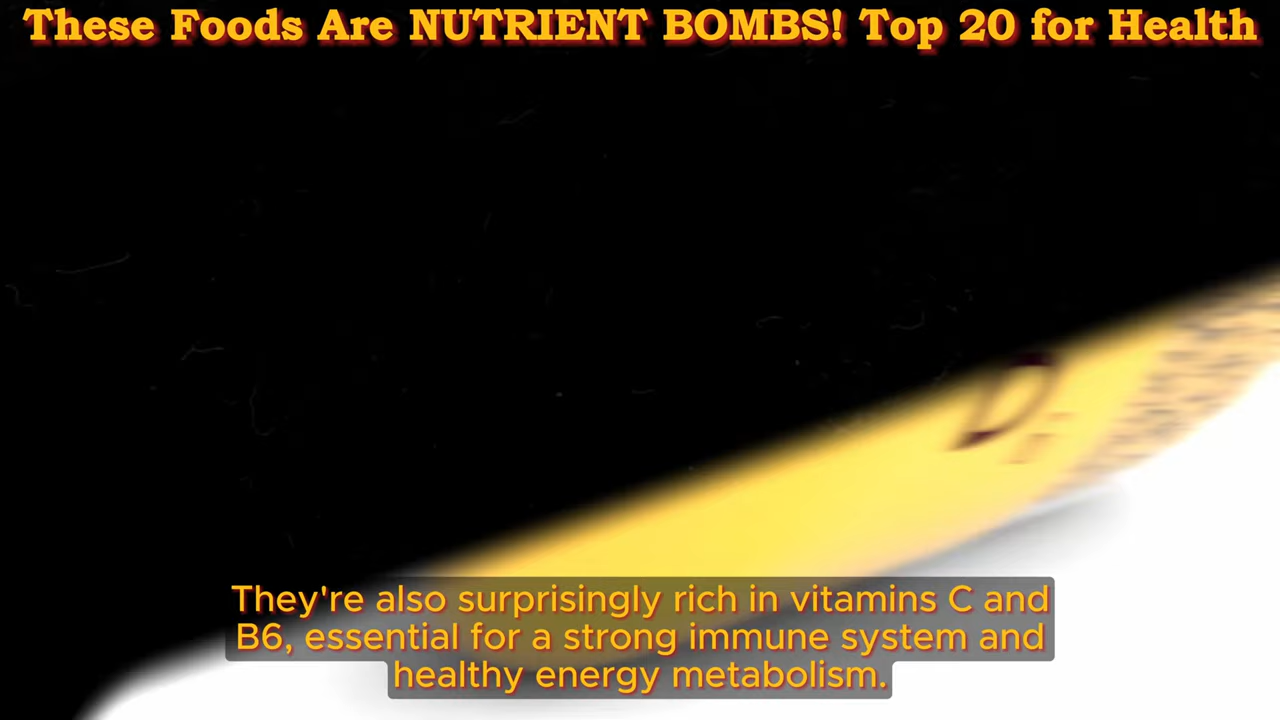 These Foods Are NUTRIENT BOMBS! Top 20 for Health
They're also surprisingly rich in vitamins C and
B6, essential for a strong immune system and
healthy energy metabolism.